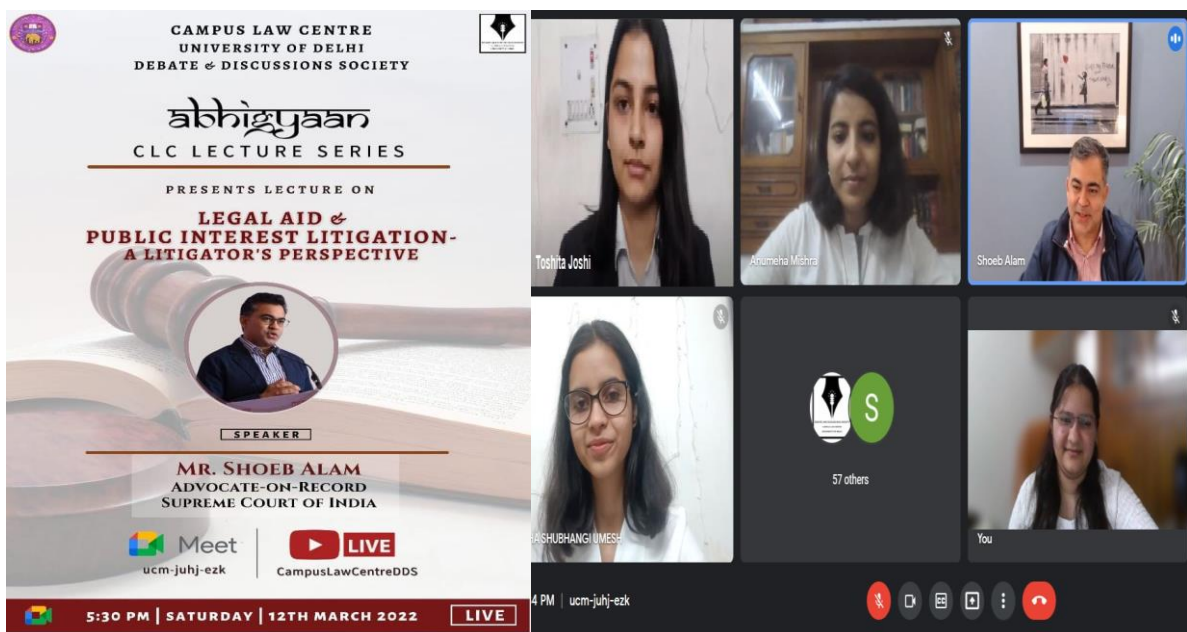 CAMPUS LAW CENTRE
UNIVERSITY OF DELHI
DEBATE & DISCUSSIONS SOCIETY
abhigyaan
CLC LECTURE SERIES
PRESENTS LECTURE ON
LEGAL AID &
PUBLIC INTEREST LITIGATION-
A LITIGATOR'S PERSPECTIVE
SPEAKER
MR. SHOEB ALAM
ADVOCATE-ON-RECORD
SUPREME COURT OF INDIA
Meet
ucm-juhj-ezk
LIVE
CampusLawCentreDDS
5:30 PM | SATURDAY | 12TH MARCH 2022
LIVE
Toshita Joshi
Anumeha Mishra
Shoeb Alam
HA SHUBHANGI UMESH
S
57 others
You
4 PM | ucm-juhj-ezk